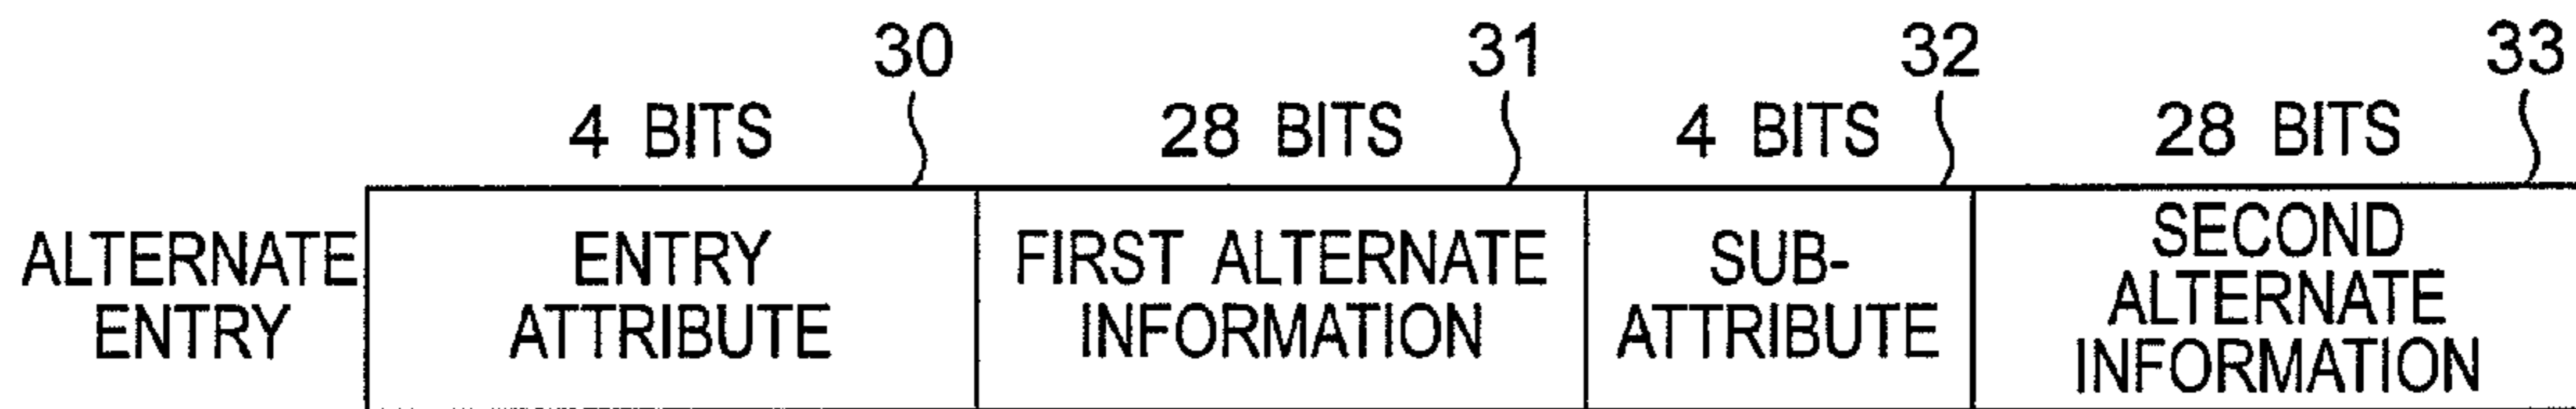 30 31 32 33
4 BITS 28 BITS 4 BITS 28 BITS
ALTERNATE
ENTRY
ENTRY
ATTRIBUTE
FIRST ALTERNATE
INFORMATION
SUB-
ATTRIBUTE
SECOND
ALTERNATE
INFORMATION